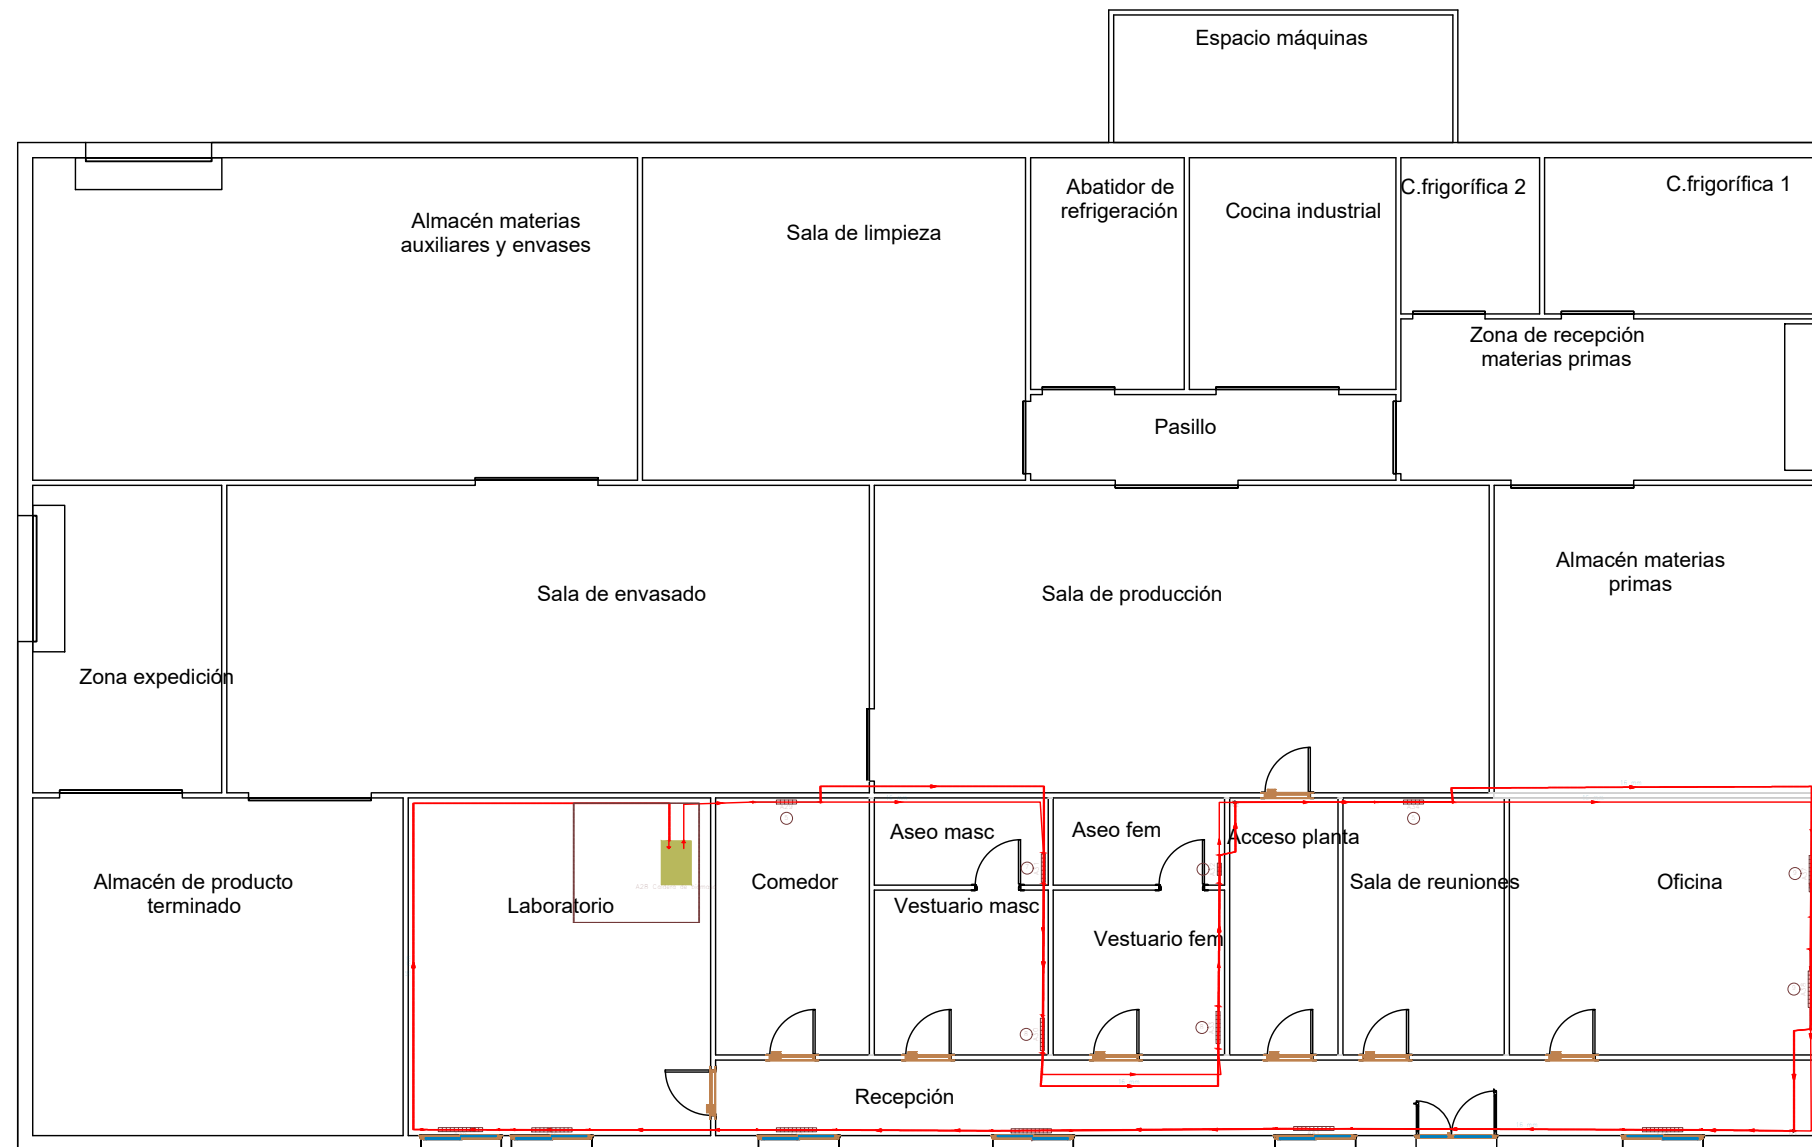 Espacio máquinas
Abatidor de
refrigeración
Cocina industrial
C.frigorífica 2
C.frigorífica 1
Almacén materias
auxiliares y envases
Sala de limpieza
Zona de recepción
materias primas
Pasillo
Almacén materias
primas
Sala de envasado
Sala de producción
Zona expedición
Aseo masc
Aseo fem
Acceso planta
Almacén de producto
terminado
Laboratorio
Comedor
Vestuario masc
Vestuario fem
Sala de reuniones
Oficina
Recepción